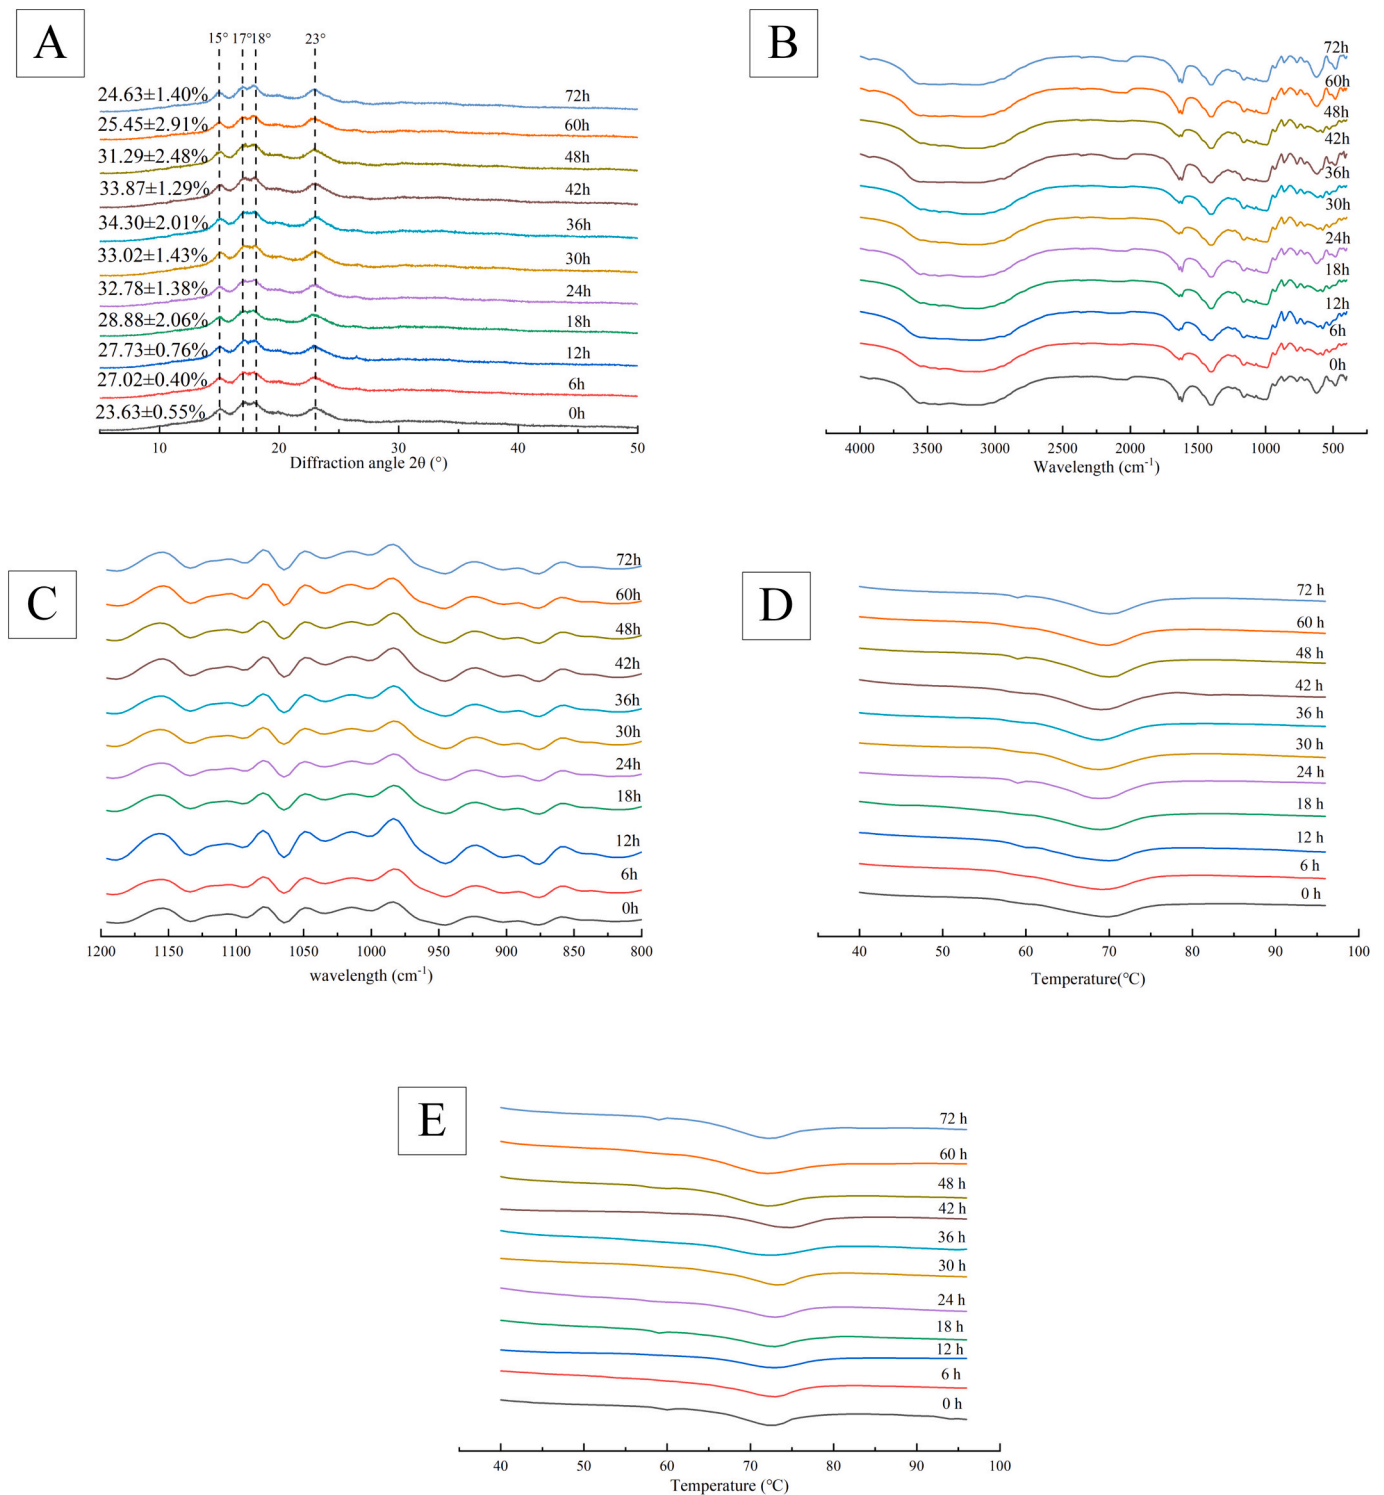 A
15° 17° 18° 23°
24.63±1.40% 72h
25.45±2.91% 60h
31.29±2.48% 48h
33.87±1.29% 42h
34.30±2.01% 36h
33.02±1.43% 30h
32.78±1.38% 24h
28.88±2.06% 18h
27.73±0.76% 12h
27.02±0.40% 6h
23.63±0.55% 0h
10 20 30 40 50
Diffraction angle 2θ (°)
B
72h
60h
48h
42h
36h
30h
24h
18h
12h
6h
0h
4000 3500 3000 2500 2000 1500 1000 500
Wavelength (cm⁻¹)
C
72h
60h
48h
42h
36h
30h
24h
18h
12h
6h
0h
1200 1150 1100 1050 1000 950 900 850 800
wavelength (cm⁻¹)
D
72 h
60 h
48 h
42 h
36 h
30 h
24 h
18 h
12 h
6 h
0 h
40 50 60 70 80 90 100
Temperature(℃)
E
72 h
60 h
48 h
42 h
36 h
30 h
24 h
18 h
12 h
6 h
0 h
40 50 60 70 80 90 100
Temperature (℃)